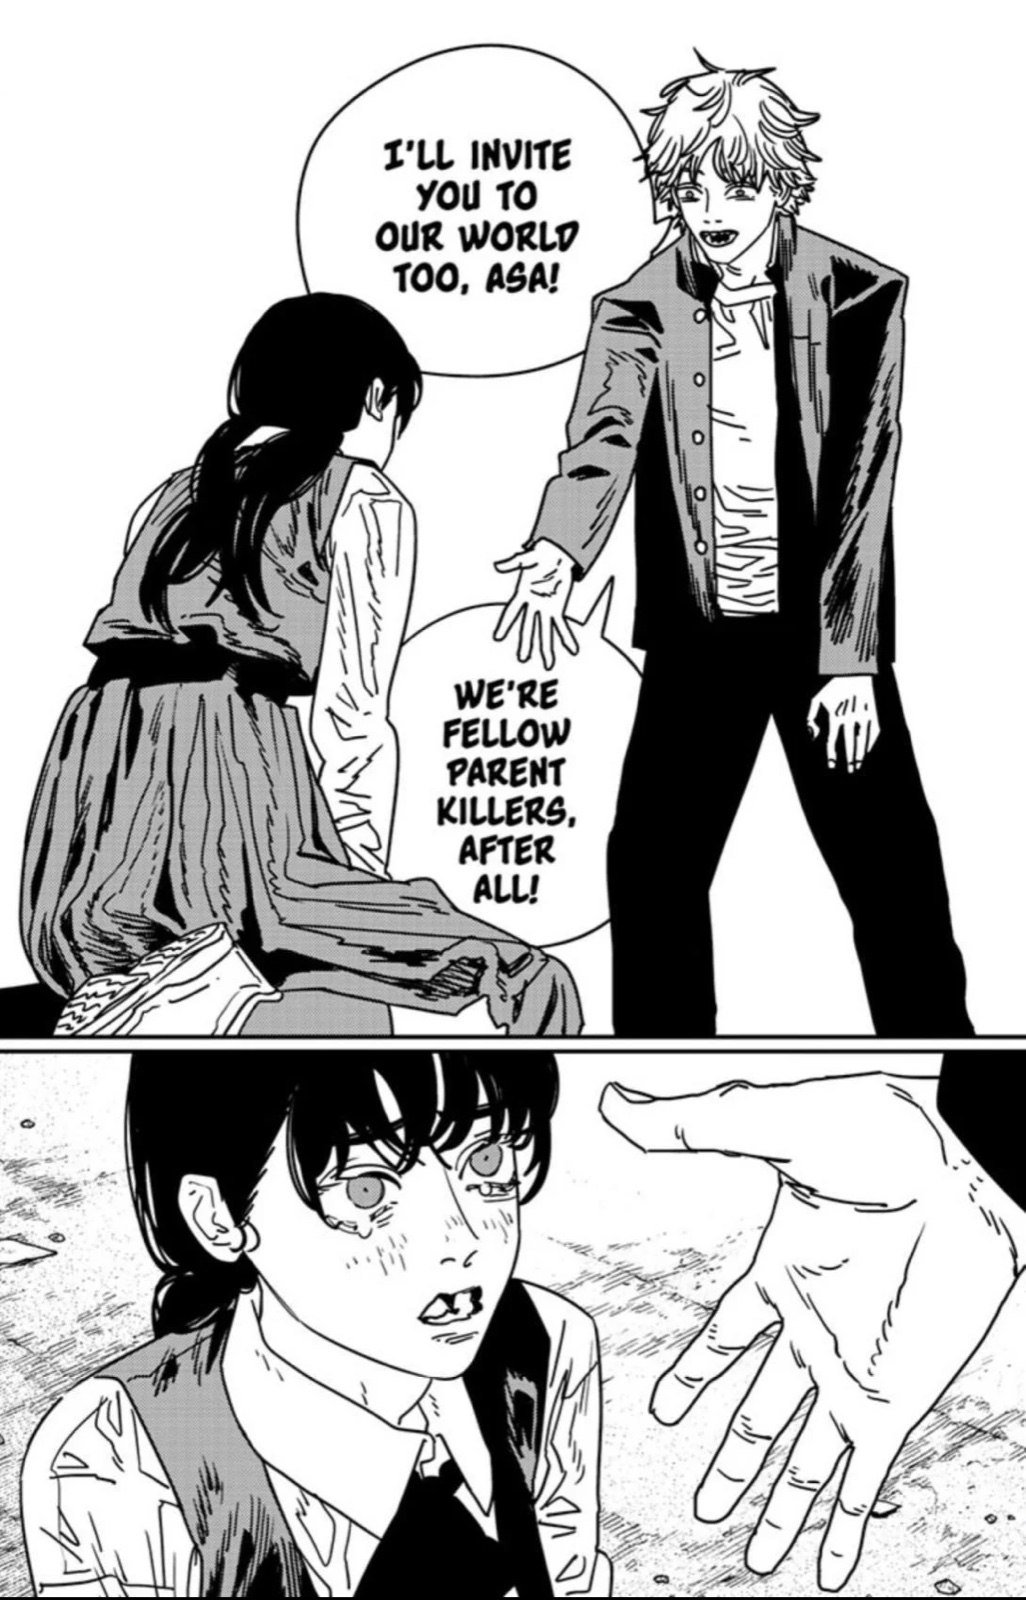 I'LL INVITE
YOU TO
OUR WORLD
TOO, ASA!
WE'RE
FELLOW
PARENT
KILLERS,
AFTER
ALL!